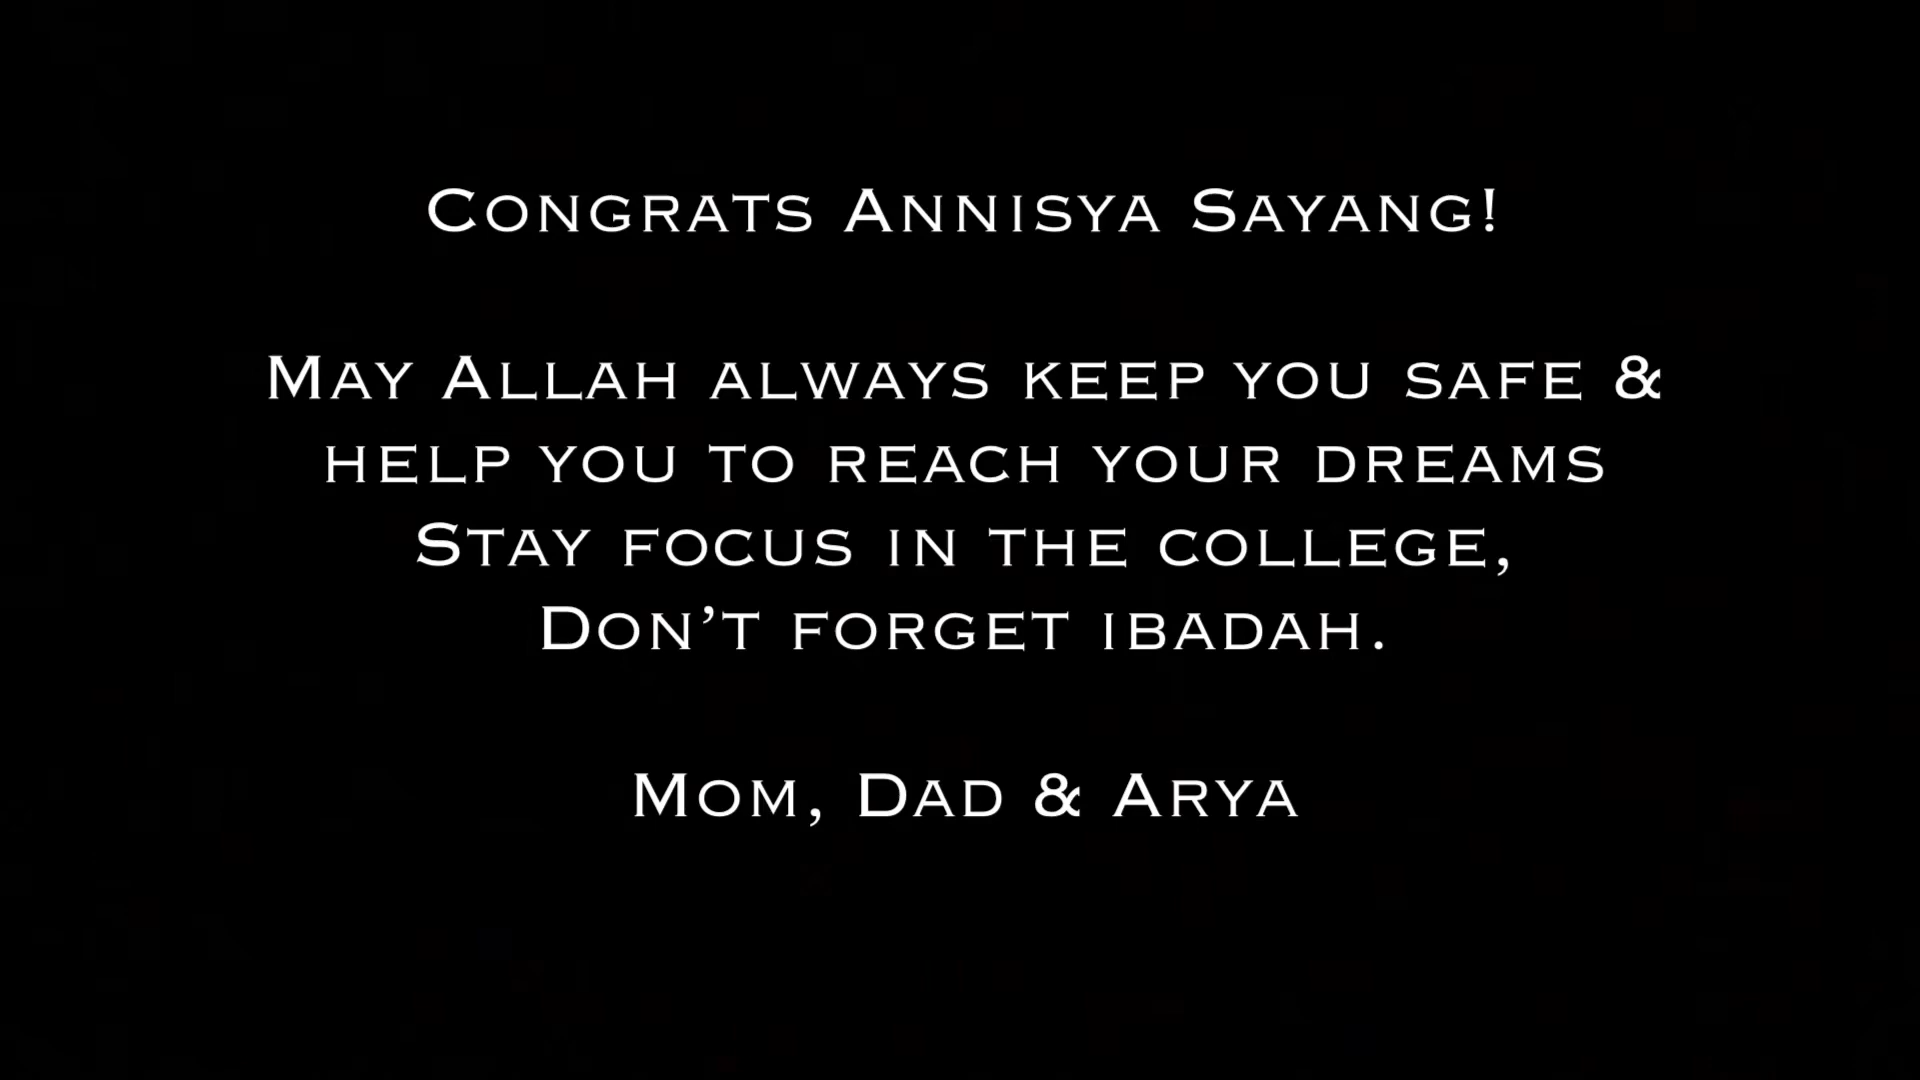 Congrats Annisya Sayang!
May Allah always keep you safe &
help you to reach your dreams
Stay focus in the college,
Don’t forget ibadah.
Mom, Dad & Arya